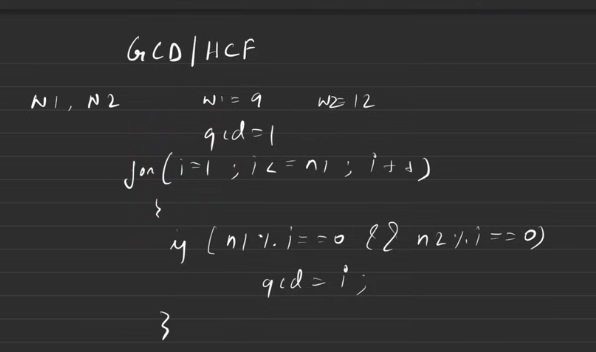 GCD/HCF
N1, N2 N1 = 9 N2 = 12
gcd = 1
for (i=1 ; i <= n1 ; i++)
{
if (n1 % i == 0 && n2 % i == 0)
gcd = i ;
}